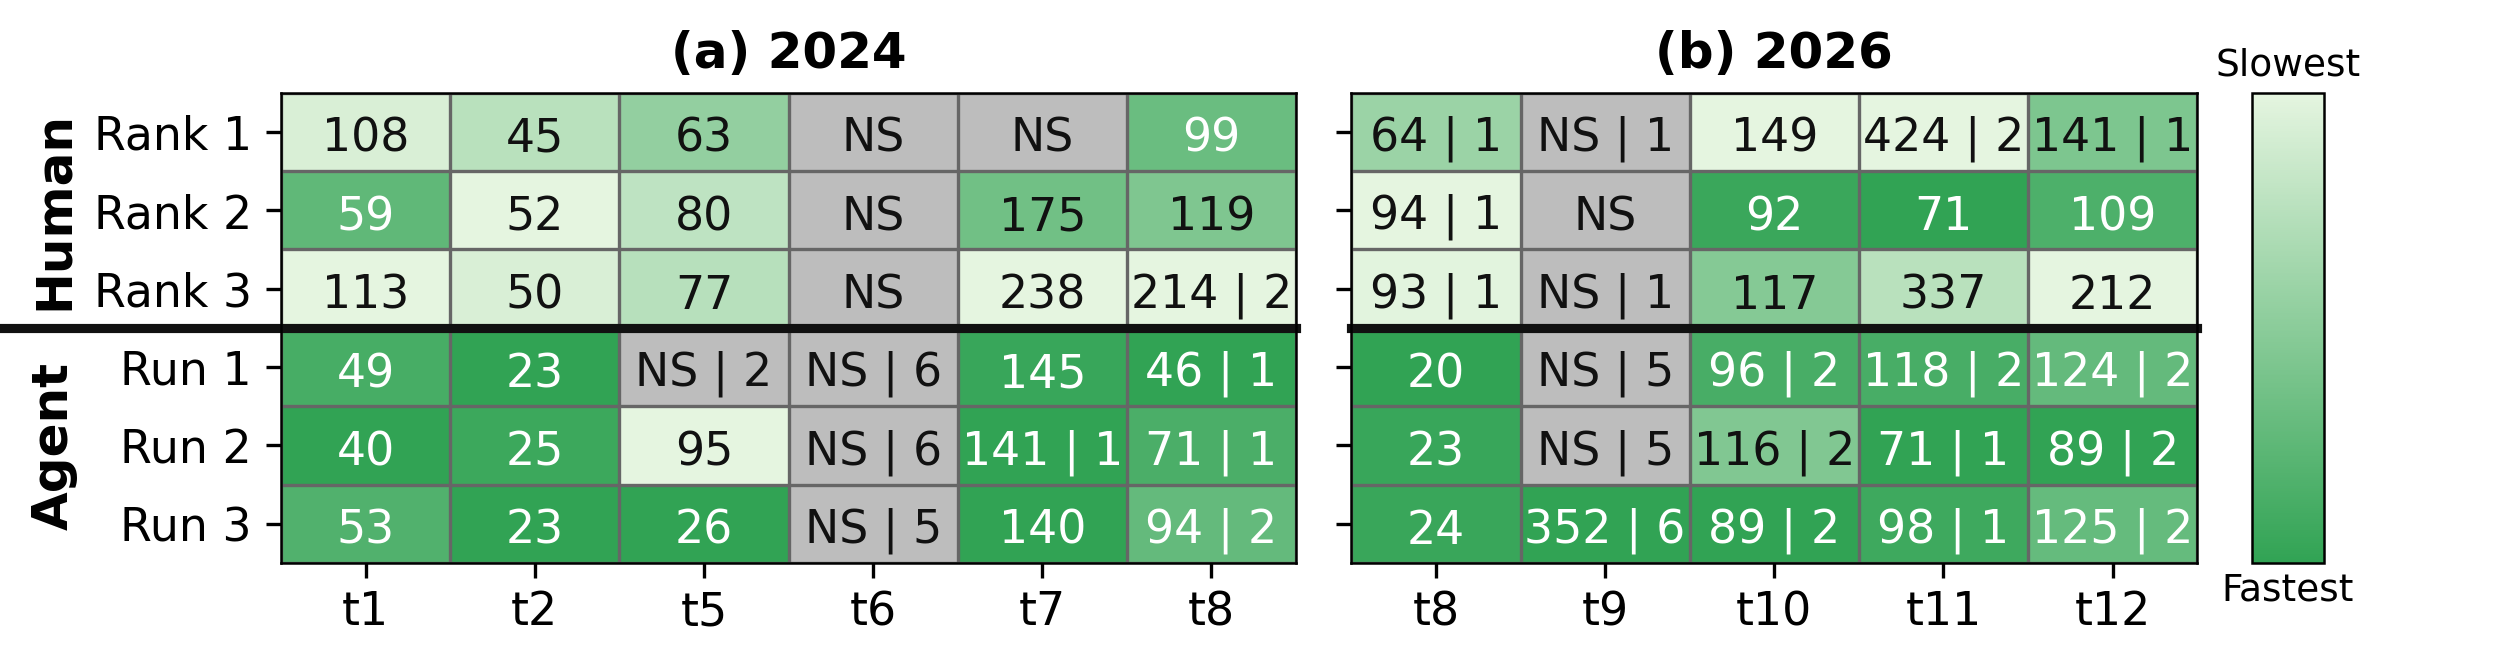 (a) 2024 (b) 2026
Slowest
Human
Rank 1 108 45 63 NS NS 99 64 | 1 NS | 1 149 424 | 2 141 | 1
Rank 2 59 52 80 NS 175 119 94 | 1 NS 92 71 109
Rank 3 113 50 77 NS 238 214 | 2 93 | 1 NS | 1 117 337 212
Agent
Run 1 49 23 NS | 2 NS | 6 145 46 | 1 20 NS | 5 96 | 2 118 | 2 124 | 2
Run 2 40 25 95 NS | 6 141 | 1 71 | 1 23 NS | 5 116 | 2 71 | 1 89 | 2
Run 3 53 23 26 NS | 5 140 94 | 2 24 352 | 6 89 | 2 98 | 1 125 | 2
Fastest
t1 t2 t5 t6 t7 t8 t8 t9 t10 t11 t12